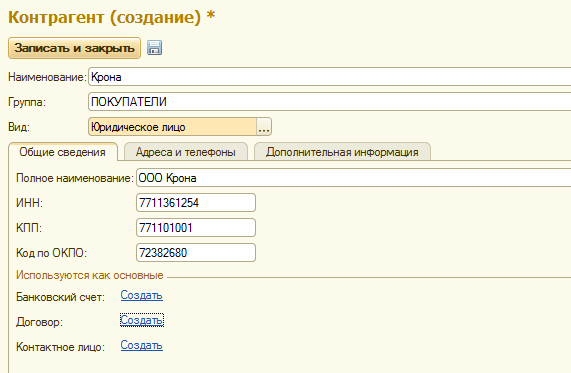 Контрагент (создание) *
Записать и закрыть
Наименование: Крона
Группа: ПОКУПАТЕЛИ
Вид: Юридическое лицо ...
Общие сведения Адреса и телефоны Дополнительная информация
Полное наименование: ООО Крона
ИНН: 7711361254
КПП: 771101001
Код по ОКПО: 72382680
Используются как основные
Банковский счет: Создать
Договор: Создать
Контактное лицо: Создать